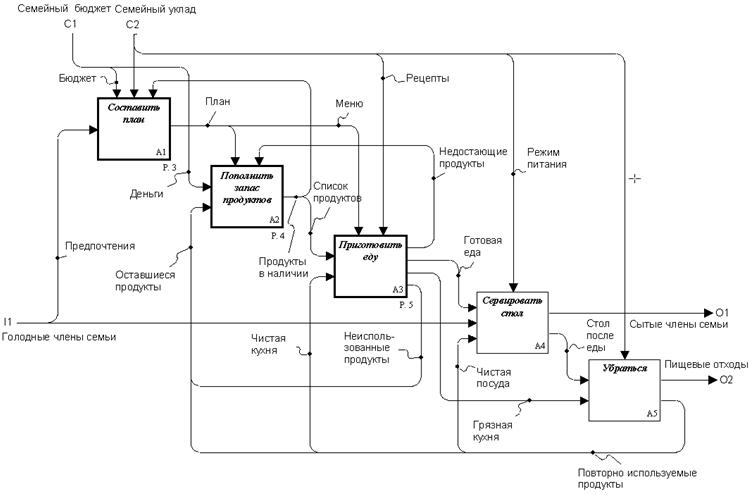 Семейный бюджет
Семейный уклад
C1
C2
Бюджет
Рецепты
План
Меню
Составить
план
A1
P. 3
Недостающие
продукты
Режим
питания
Деньги
Пополнить
запас
продуктов
A2
P. 4
Список
продуктов
Предпочтения
Продукты
в наличии
Приготовить
еду
A3
P. 5
Готовая
еда
Оставшиеся
продукты
I1
Голодные члены семьи
Сервировать
стол
A4
O1
Сытые члены семьи
Чистая
кухня
Неисполь-
зованные
продукты
Стол
после
еды
Чистая
посуда
Убраться
A5
Пищевые отходы
O2
Грязная
кухня
Повторно используемые
продукты